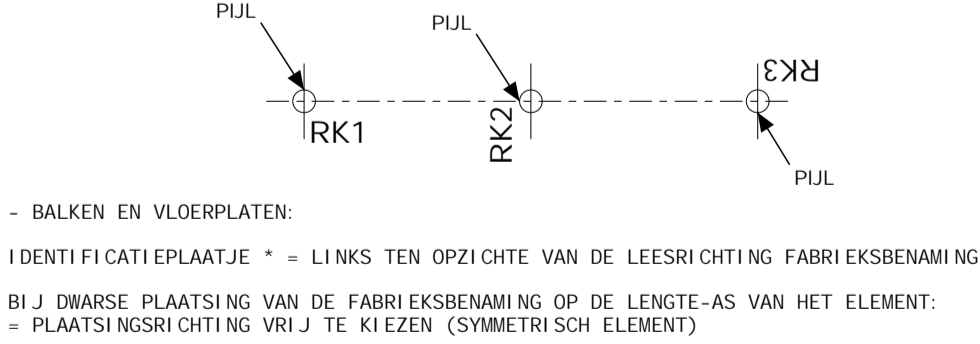 PIJL
PIJL
RK3
RK1
RK2
PIJL
- BALKEN EN VLOERPLATEN:
IDENTIFICATIEPLAATJE * = LINKS TEN OPZICHTE VAN DE LEESRICHTING FABRIEKSBENAMING
BIJ DWARSE PLAATSING VAN DE FABRIEKSBENAMING OP DE LENGTE-AS VAN HET ELEMENT:
= PLAATSINGSRICHTING VRIJ TE KIEZEN (SYMMETRISCH ELEMENT)